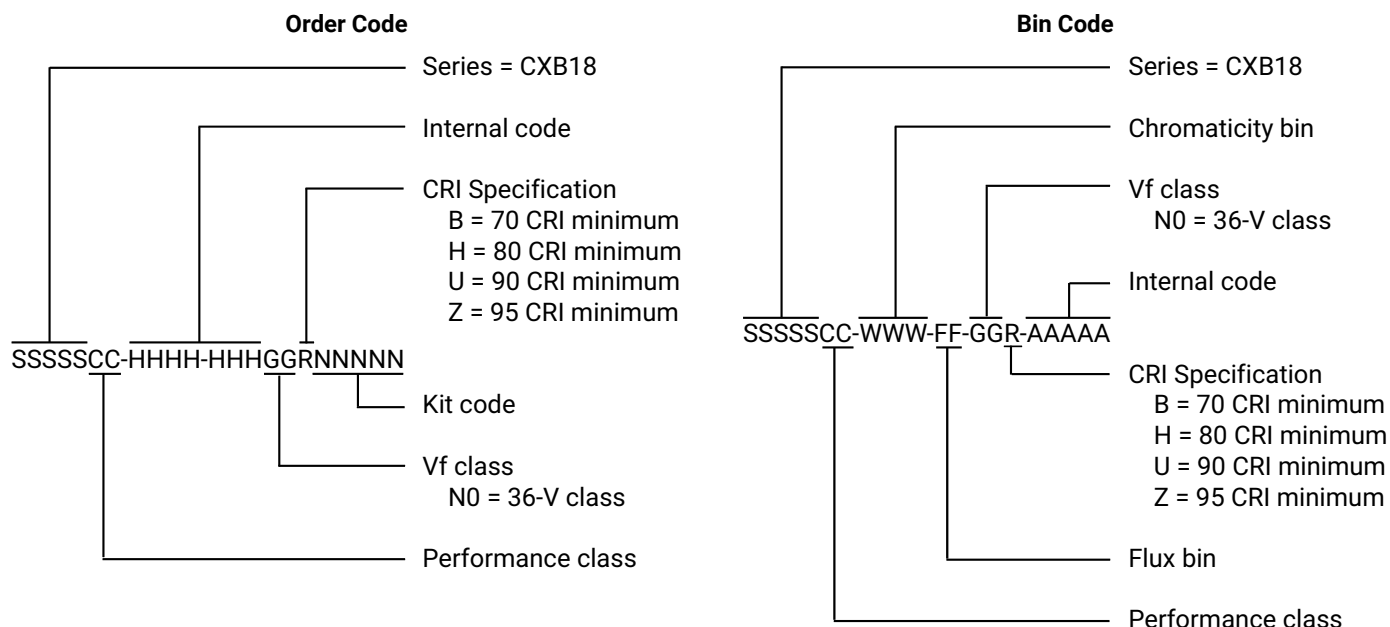 Order Code
Series = CXB18
Internal code
CRI Specification
B = 70 CRI minimum
H = 80 CRI minimum
U = 90 CRI minimum
Z = 95 CRI minimum
SSSSSCC-HHHH-HHHGGRNNNNN
Kit code
Vf class
N0 = 36-V class
Performance class
Bin Code
Series = CXB18
Chromaticity bin
Vf class
N0 = 36-V class
Internal code
SSSSSCC-WWW-FF-GGR-AAAAA
CRI Specification
B = 70 CRI minimum
H = 80 CRI minimum
U = 90 CRI minimum
Z = 95 CRI minimum
Flux bin
Performance class